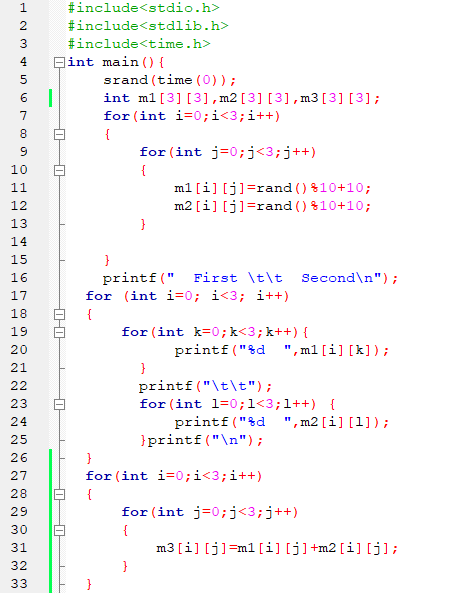 1 #include<stdio.h>
2 #include<stdlib.h>
3 #include<time.h>
4 int main(){
5 srand(time(0));
6 int m1[3][3],m2[3][3],m3[3][3];
7 for(int i=0;i<3;i++)
8 {
9 for(int j=0;j<3;j++)
10 {
11 m1[i][j]=rand()%10+10;
12 m2[i][j]=rand()%10+10;
13 }
14
15 }
16 printf("  First \t\t  Second\n");
17 for (int i=0; i<3; i++)
18 {
19 for(int k=0;k<3;k++){
20 printf("%d  ",m1[i][k]);
21 }
22 printf("\t\t");
23 for(int l=0;l<3;l++) {
24 printf("%d  ",m2[i][l]);
25 }printf("\n");
26 }
27 for(int i=0;i<3;i++)
28 {
29 for(int j=0;j<3;j++)
30 {
31 m3[i][j]=m1[i][j]+m2[i][j];
32 }
33 }